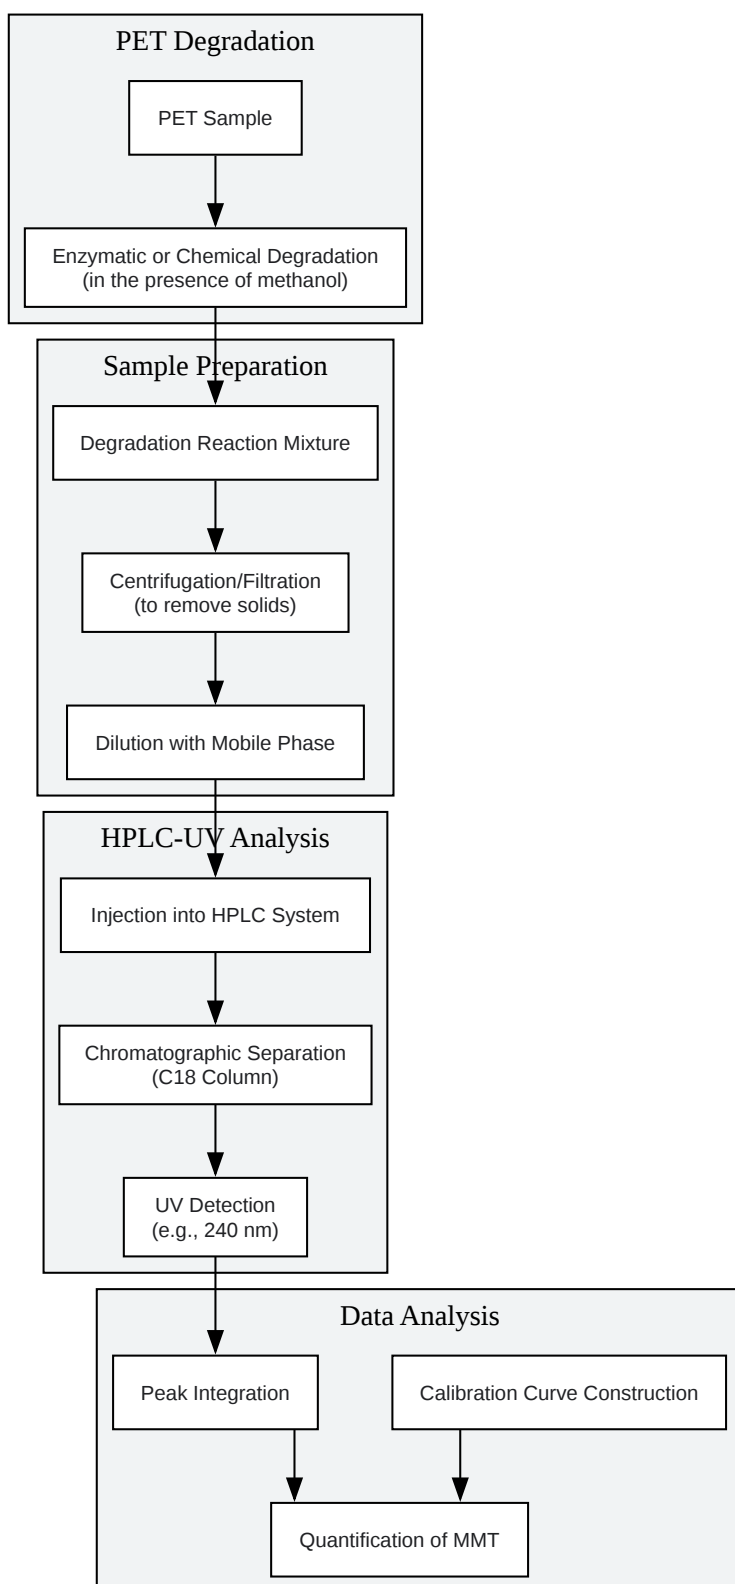 PET Degradation
PET Sample
Enzymatic or Chemical Degradation
(in the presence of methanol)
Sample Preparation
Degradation Reaction Mixture
Centrifugation/Filtration
(to remove solids)
Dilution with Mobile Phase
HPLC-UV Analysis
Injection into HPLC System
Chromatographic Separation
(C18 Column)
UV Detection
(e.g., 240 nm)
Data Analysis
Peak Integration
Calibration Curve Construction
Quantification of MMT